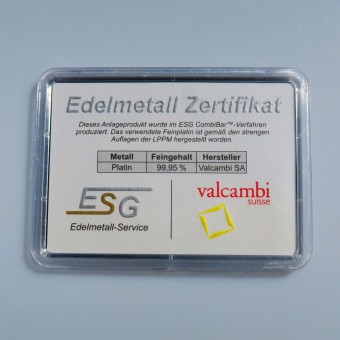 Edelmetall Zertifikat
Dieses Anlageprodukt wurde im ESG CombiBar™-Verfahren
produziert. Das verwendete Feinplatin ist gemäß den strengen
Auflagen der LPPM hergestellt worden.
Metall Feingehalt Hersteller
Platin 99,95 % Valcambi SA
ESG
Edelmetall-Service
valcambi
suisse